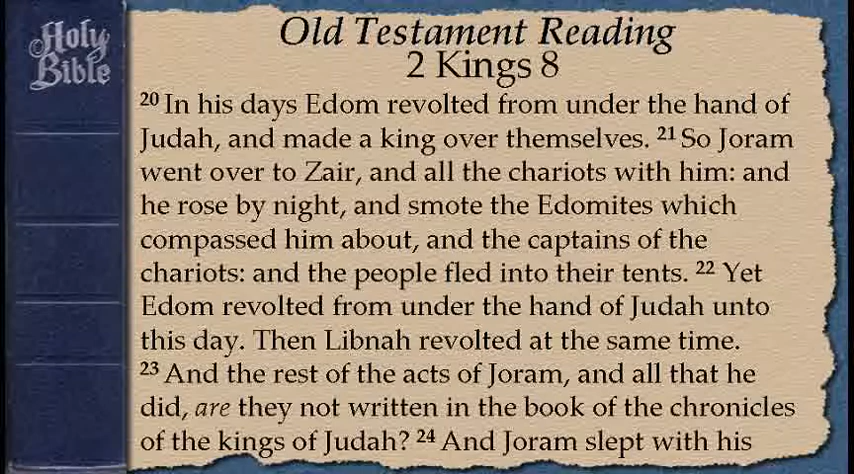 Holy
Bible
Old Testament Reading
2 Kings 8
20 In his days Edom revolted from under the hand of
Judah, and made a king over themselves. 21 So Joram
went over to Zair, and all the chariots with him: and
he rose by night, and smote the Edomites which
compassed him about, and the captains of the
chariots: and the people fled into their tents. 22 Yet
Edom revolted from under the hand of Judah unto
this day. Then Libnah revolted at the same time.
23 And the rest of the acts of Joram, and all that he
did, are they not written in the book of the chronicles
of the kings of Judah? 24 And Joram slept with his